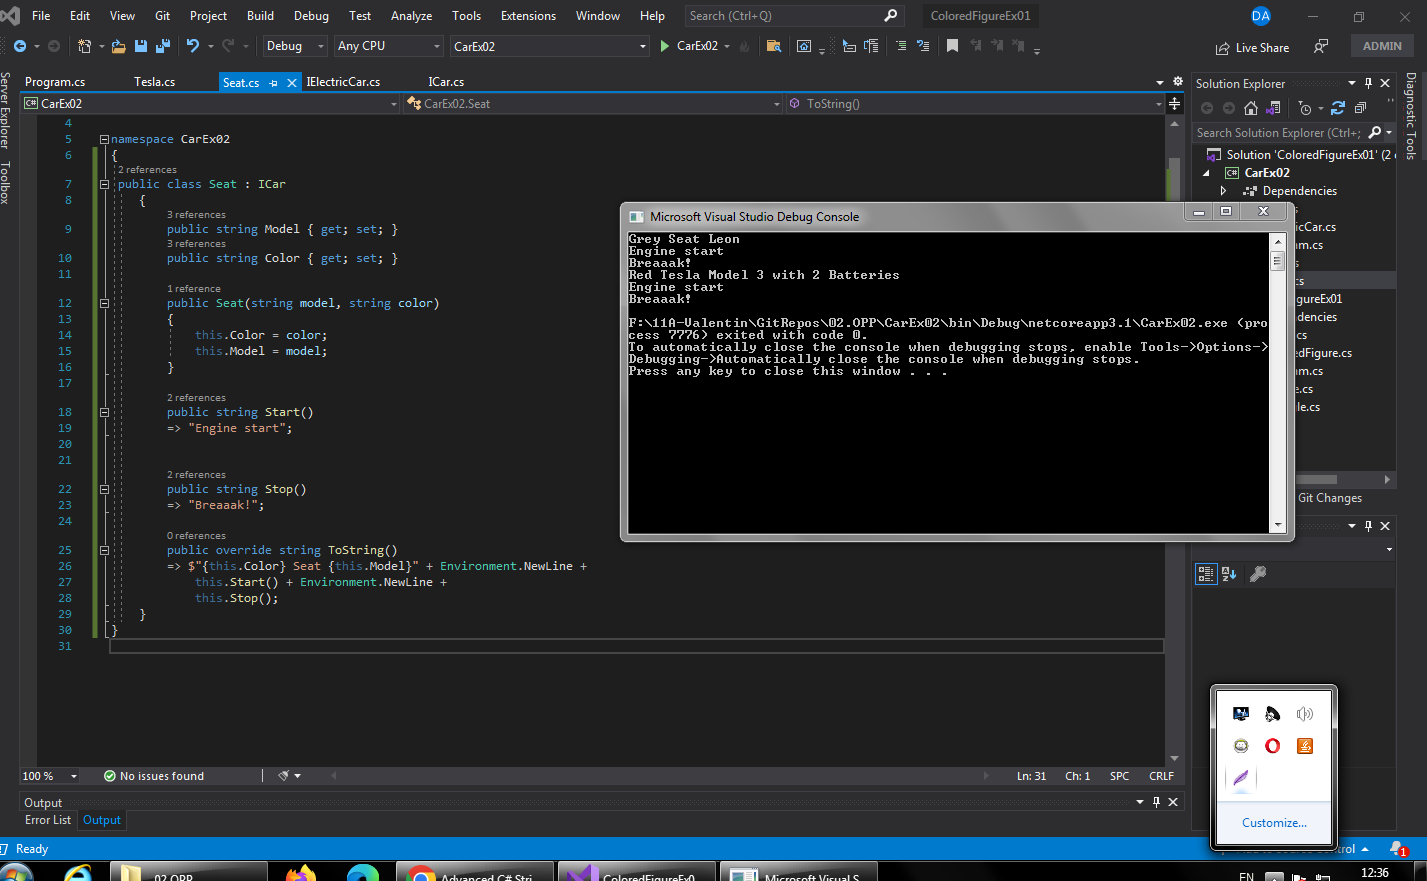 File Edit View Git Project Build Debug Test Analyze Tools Extensions Window Help Search (Ctrl+Q) ColoredFigureEx01 DA
Debug Any CPU CarEx02 CarEx02 Live Share ADMIN
Program.cs Tesla.cs Seat.cs IElectricCar.cs ICar.cs
CarEx02 CarEx02.Seat ToString()
Server Explorer
Toolbox
4
5 namespace CarEx02
6 {
2 references
7 public class Seat : ICar
8 {
3 references
9 public string Model { get; set; }
3 references
10 public string Color { get; set; }
11
1 reference
12 public Seat(string model, string color)
13 {
14 this.Color = color;
15 this.Model = model;
16 }
17
2 references
18 public string Start()
19 => "Engine start";
20
21
2 references
22 public string Stop()
23 => "Breaaak!";
24
0 references
25 public override string ToString()
26 => $"{this.Color} Seat {this.Model}" + Environment.NewLine +
27 this.Start() + Environment.NewLine +
28 this.Stop();
29 }
30 }
31
Microsoft Visual Studio Debug Console
Grey Seat Leon
Engine start
Breaaak!
Red Tesla Model 3 with 2 Batteries
Engine start
Breaaak!
F:\11A-Valentin\GitRepos\02.OPP\CarEx02\bin\Debug\netcoreapp3.1\CarEx02.exe (pro
cess 7776) exited with code 0.
To automatically close the console when debugging stops, enable Tools->Options->
Debugging->Automatically close the console when debugging stops.
Press any key to close this window . . .
Solution Explorer
Search Solution Explorer (Ctrl+;
Solution 'ColoredFigureEx01' (2 
CarEx02
Dependencies
icCar.cs
m.cs
cs
gureEx01
ndencies
cs
dFigure.cs
m.cs
e.cs
le.cs
Git Changes
Diagnostic Tools
100 % No issues found Ln: 31 Ch: 1 SPC CRLF
Output
Error List Output
Customize...
Ready
1
02.OPP Advanced C# Stri ColoredFigureEx0 Microsoft Visual S EN 12:36